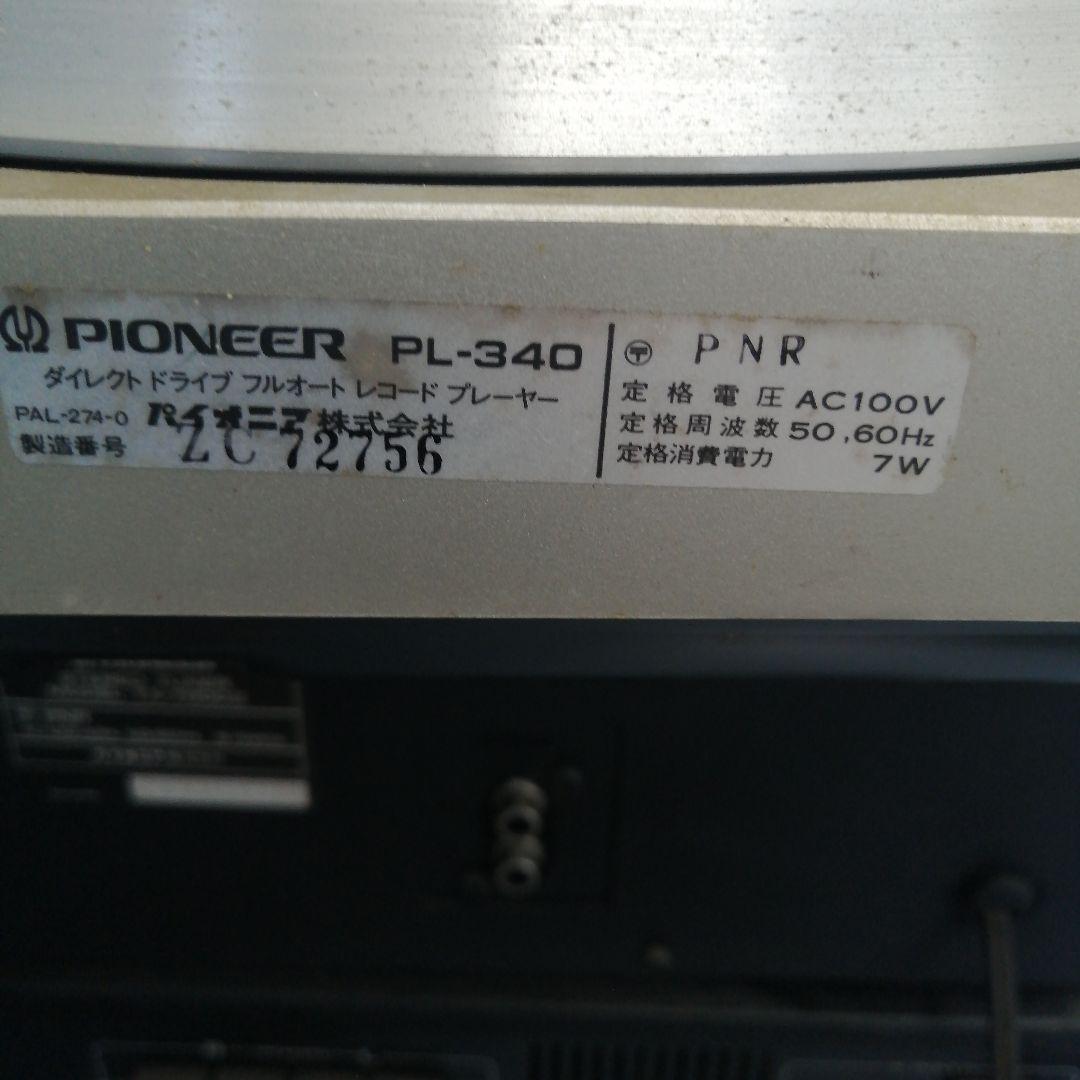 PIONEER PL-340
ダイレクト ドライブ フルオート レコード プレーヤー
PAL-274-0 パイオニア株式会社
製造番号 ZC 72756
〶 PNR
定格電圧 AC100V
定格周波数 50,60Hz
定格消費電力 7W